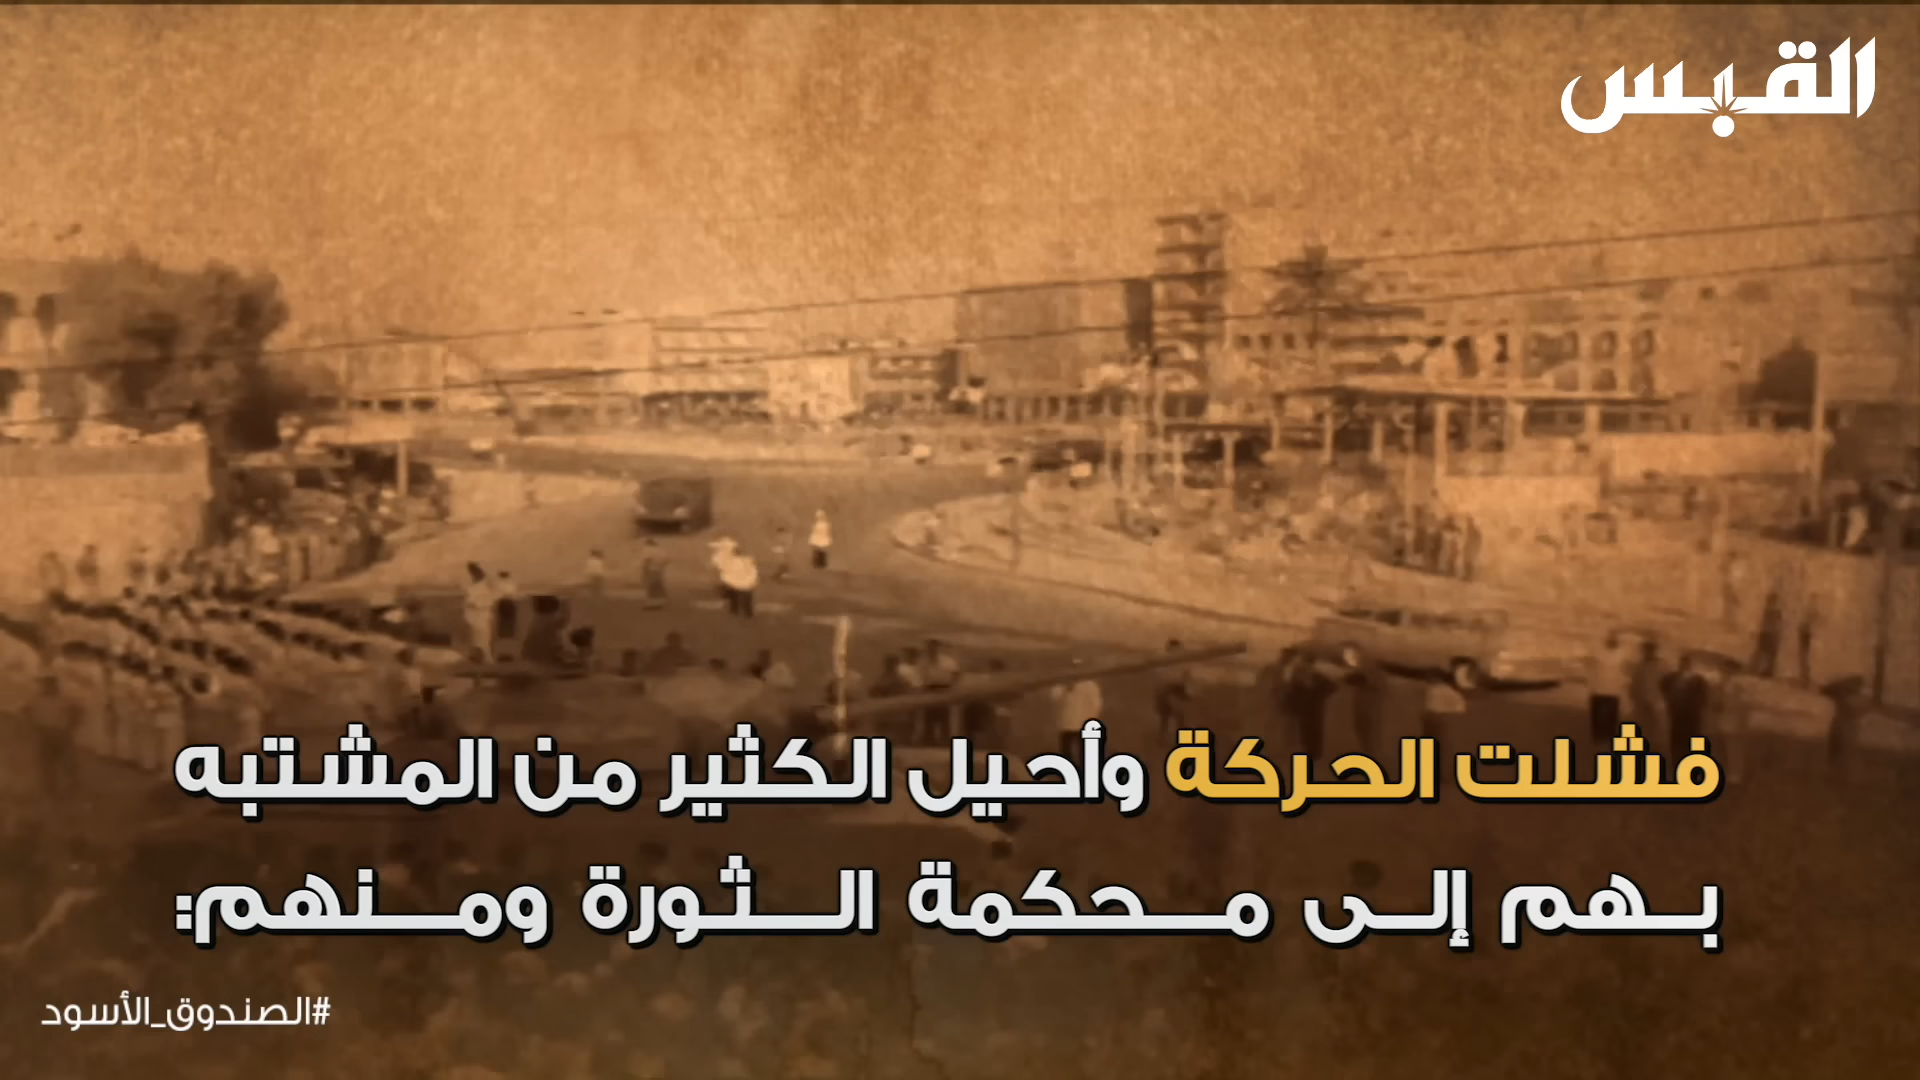 القبس
فشلت الحركة وأحيل الكثير من المشتبه
بهم إلى محكمة الثورة ومنهم:
#الصندوق_الأسود